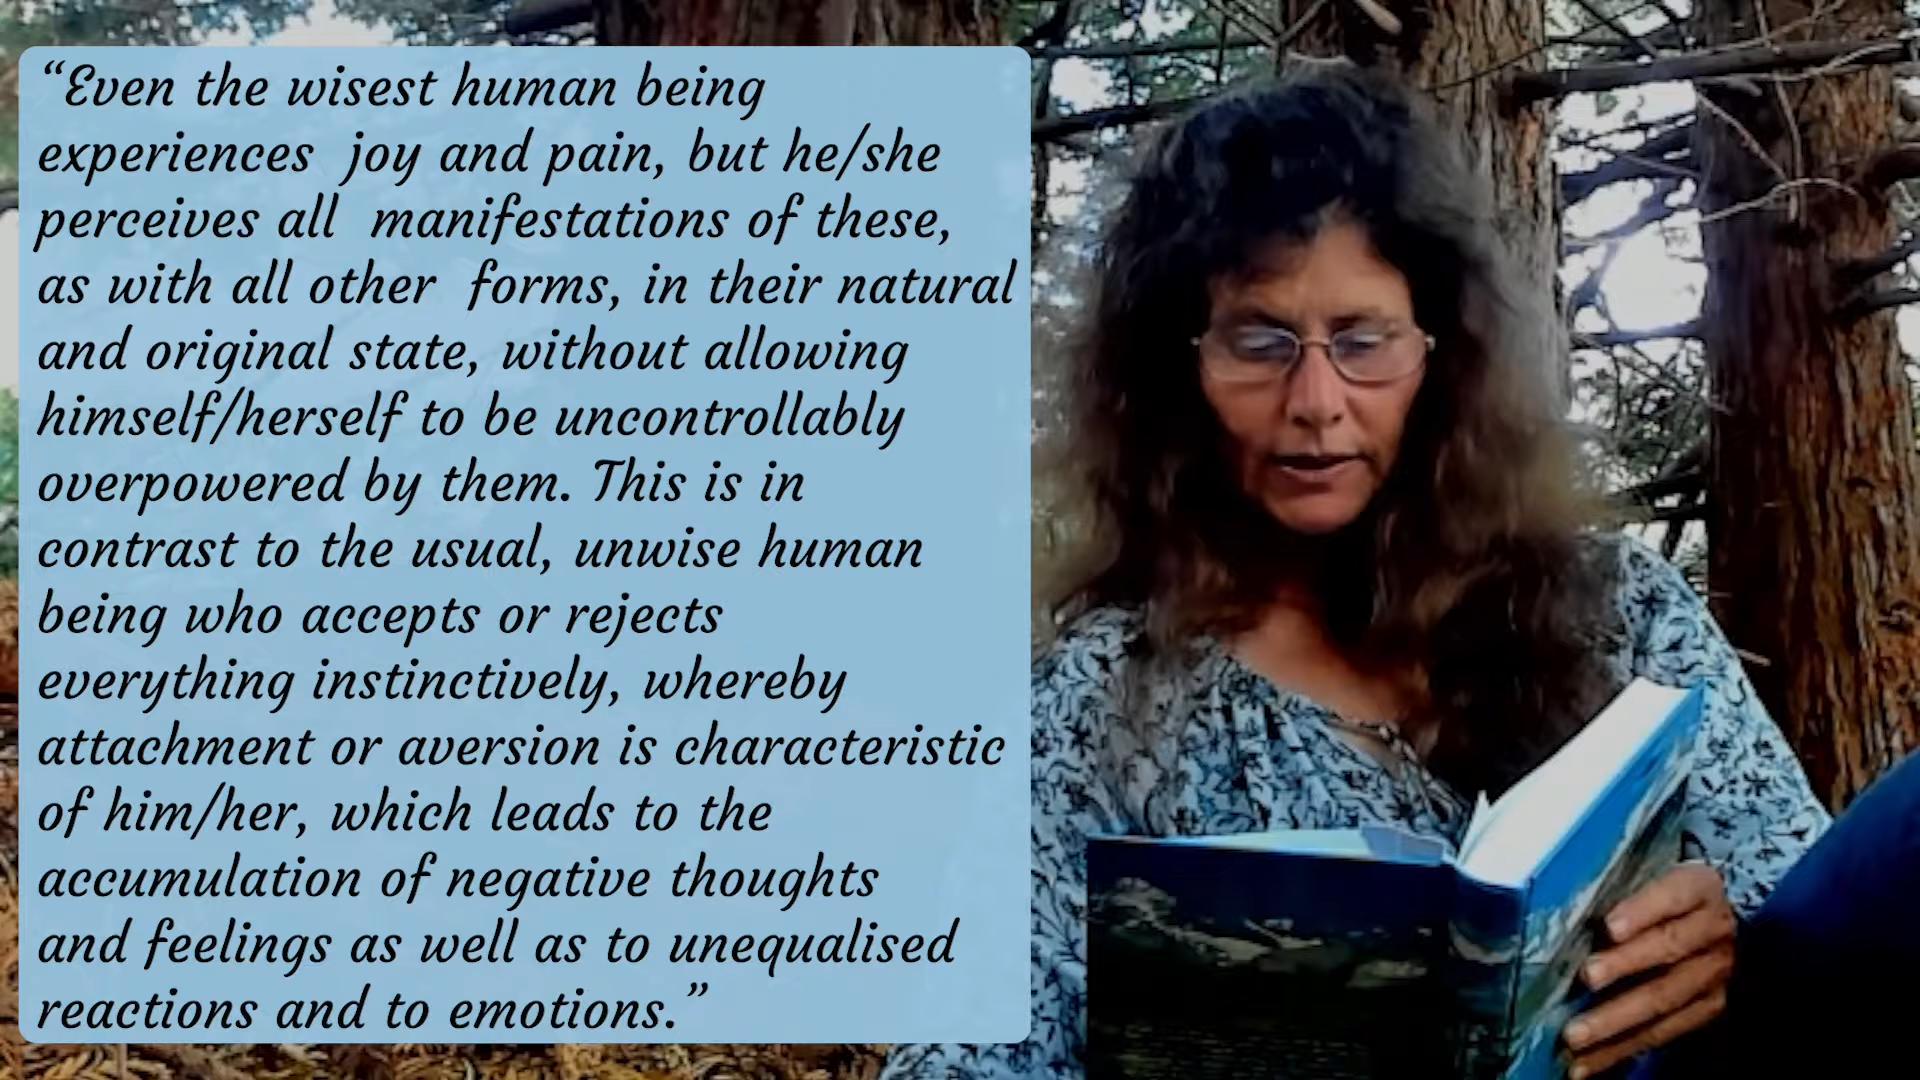 “Even the wisest human being
experiences joy and pain, but he/she
perceives all manifestations of these,
as with all other forms, in their natural
and original state, without allowing
himself/herself to be uncontrollably
overpowered by them. This is in
contrast to the usual, unwise human
being who accepts or rejects
everything instinctively, whereby
attachment or aversion is characteristic
of him/her, which leads to the
accumulation of negative thoughts
and feelings as well as to unequalised
reactions and to emotions.”